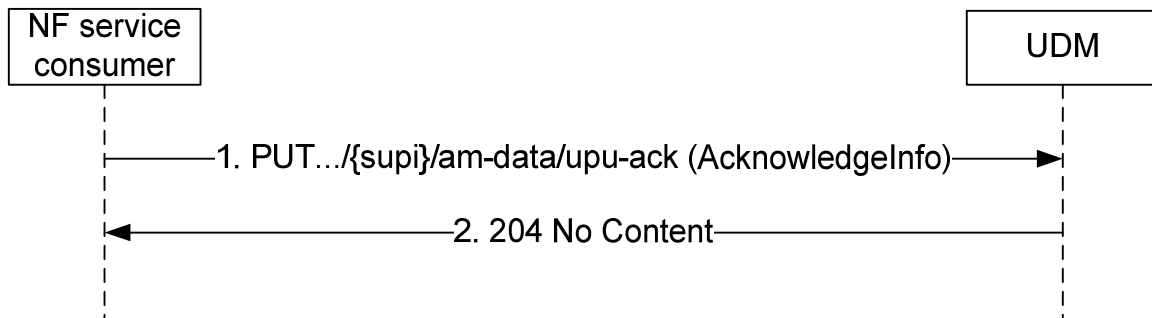 NF service
consumer
UDM
1. PUT.../{supi}/am-data/upu-ack (AcknowledgeInfo)
2. 204 No Content